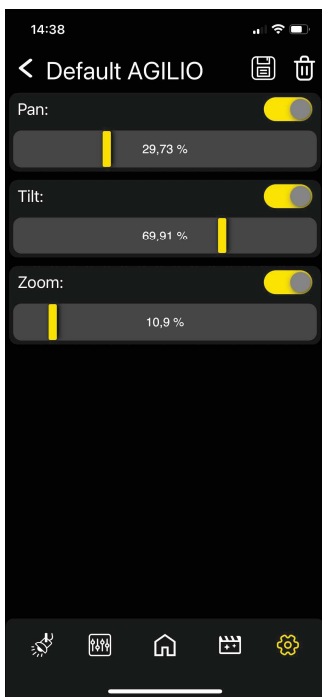 14:38
Default AGILIO
Pan:
29,73 %
Tilt:
69,91 %
Zoom:
10,9 %